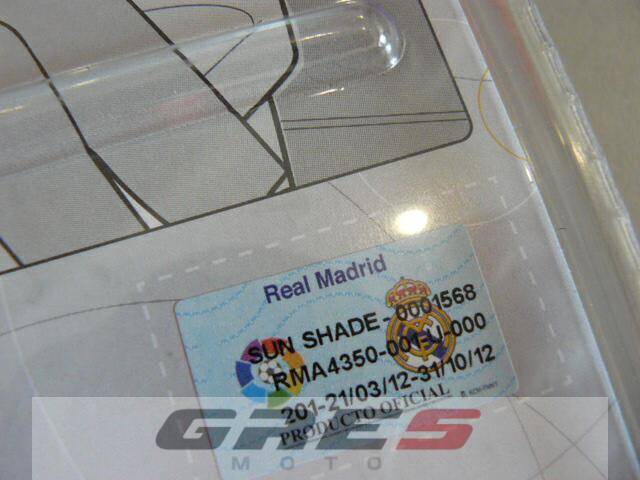 Real Madrid
SUN SHADE-0001568
RMA4350-001-U-000
201-21/03/12-31/10/12
PRODUCTO OFICIAL
GRES
MOTO